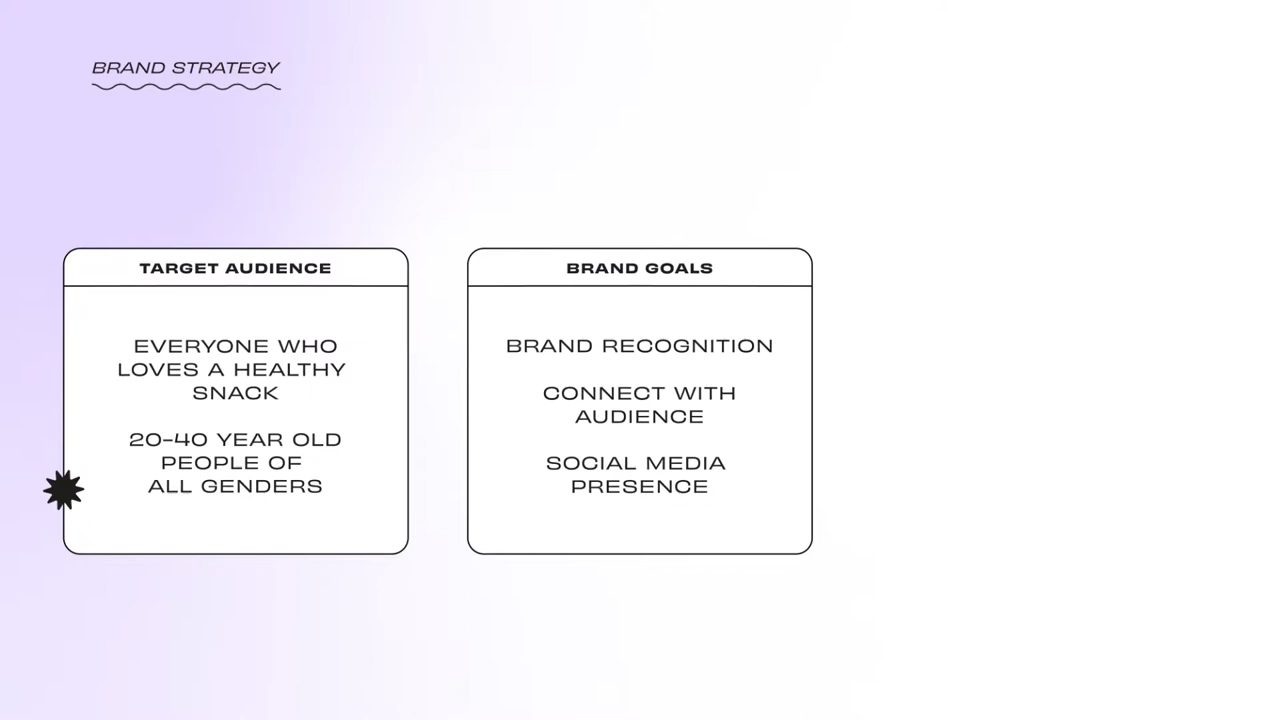 BRAND STRATEGY
TARGET AUDIENCE
EVERYONE WHO
LOVES A HEALTHY
SNACK
20-40 YEAR OLD
PEOPLE OF
ALL GENDERS
BRAND GOALS
BRAND RECOGNITION
CONNECT WITH
AUDIENCE
SOCIAL MEDIA
PRESENCE